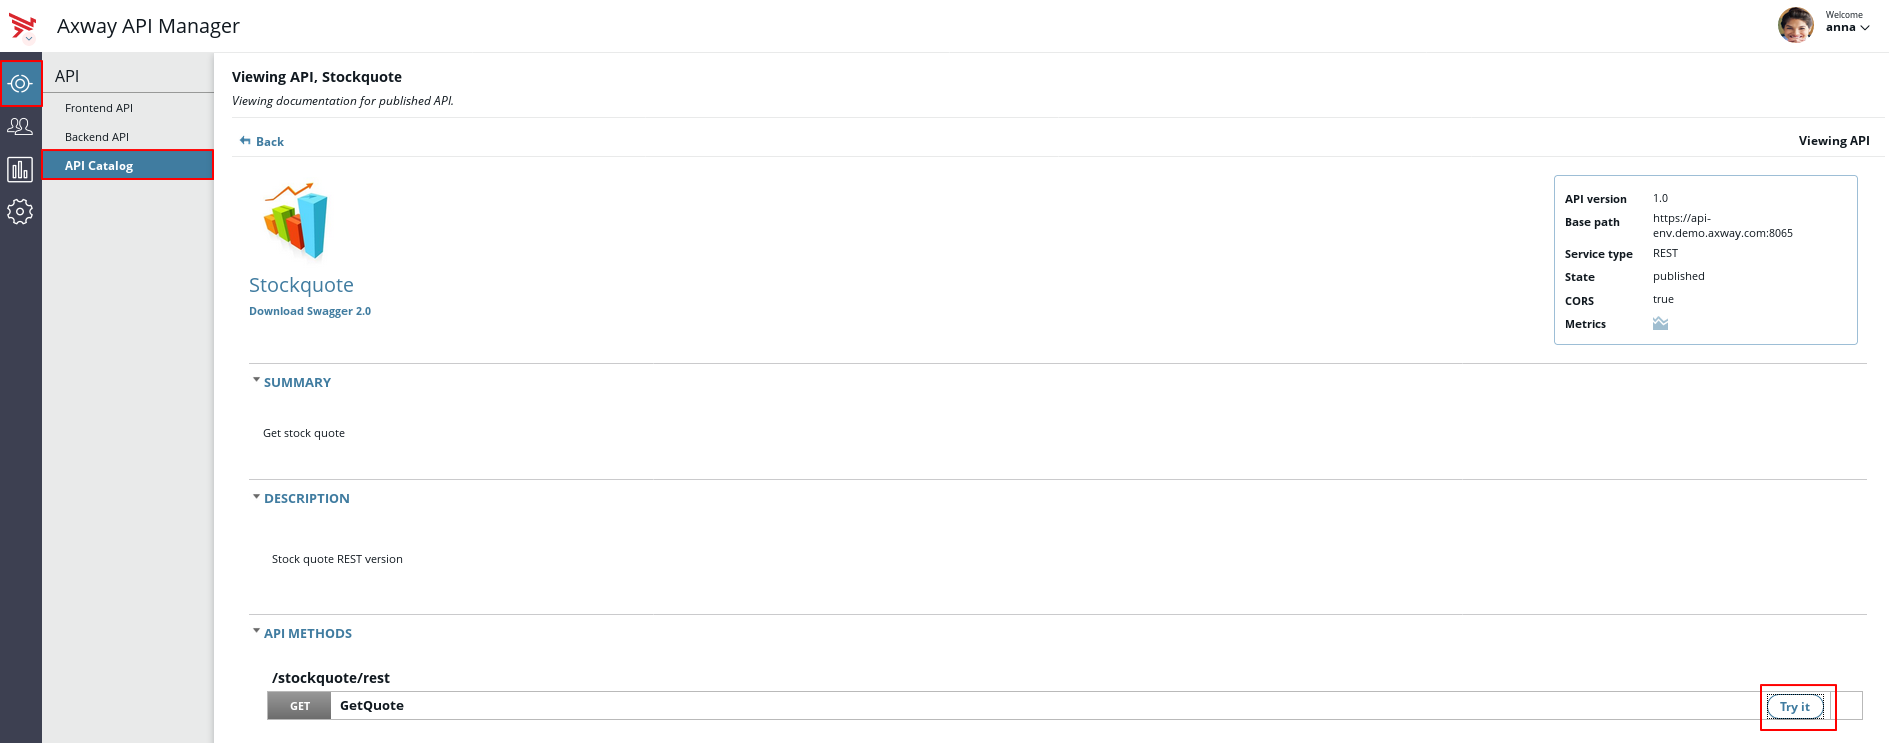 Axway API Manager
Welcome
anna
API
Frontend API
Backend API
API Catalog
Viewing API, Stockquote
Viewing documentation for published API.
Back
Viewing API
Stockquote
Download Swagger 2.0
API version 1.0
Base path https://api-
env.demo.axway.com:8065
Service type REST
State published
CORS true
Metrics
SUMMARY
Get stock quote
DESCRIPTION
Stock quote REST version
API METHODS
/stockquote/rest
GET GetQuote Try it